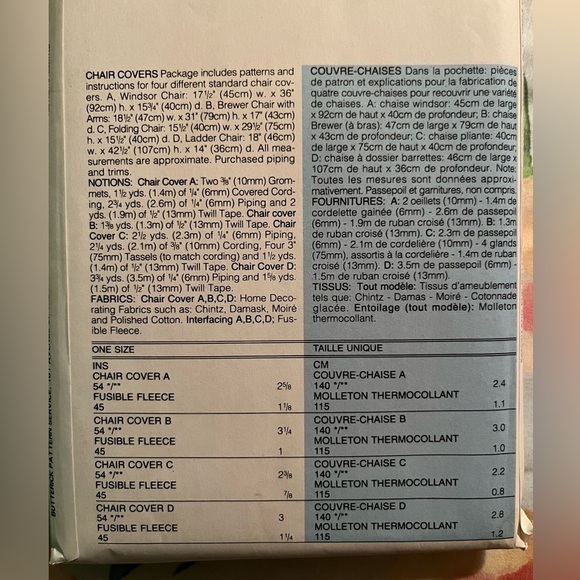 CHAIR COVERS Package includes patterns and
instructions for four different standard chair cov-
ers. A, Windsor Chair: 17½" (45cm) w. x 36"
(92cm) h. x 15¾" (40cm) d. B, Brewer Chair with
Arms: 18½" (47cm) w. x 31" (79cm) h. x 17" (43cm)
d. C, Folding Chair: 15½" (40cm) w. x 29½" (75cm)
h. x 15½" (40cm) d. D, Ladder Chair: 18" (46cm)
w. x 42½" (107cm) h. x 14" (36cm) d. All mea-
surements are approximate. Purchased piping
and trims.
NOTIONS: Chair Cover A: Two ⅜" (10mm) Grom-
mets, 1½ yds. (1.4m) of ¼" (6mm) Covered Cord-
ing, 2¾ yds. (2.6m) of ¼" (6mm) Piping and 2
yds. (1.9m) of ½" (13mm) Twill Tape. Chair cover
B: 1⅜ yds. (1.3m) of ½" (13mm) Twill Tape. Chair
Cover C: 2½ yds. (2.3m) of ¼" (6mm) Piping,
2¼ yds. (2.1m) of ⅜" (10mm) Cording, Four 3"
(75mm) Tassels (to match cording) and 1½ yds.
(1.4m) of ½" (13mm) Twill Tape. Chair Cover D:
3¾ yds. (3.5m) of ¼" (6mm) Piping and 1⅝ yds.
(1.5m) of ½" (13mm) Twill Tape.
FABRICS: Chair Cover A,B,C,D: Home Deco-
rating Fabrics such as: Chintz, Damask, Moiré
and Polished Cotton. Interfacing A,B,C,D; Fus-
ible Fleece.
COUVRE-CHAISES Dans la pochette: pièces
de patron et explications pour la fabrication de
quatre couvre-chaises pour recouvrir une variété
de chaises. A: chaise windsor: 45cm de large
x 92cm de haut x 40cm de profondeur; B: chaise
Brewer (à bras): 47cm de large x 79cm de haut
x 43cm de profondeur; C: chaise pliante: 40cm
de large x 75cm de haut x 40cm de profondeur;
D: chaise à dossier barrettes: 46cm de large x
107cm de haut x 36cm de profondeur. Note:
Toutes les mesures sont données approxi-
mativement. Passepoil et garnitures, non compris.
FOURNITURES: A: 2 oeillets (10mm) - 1.4m de
cordelette gainée (6mm) - 2.6m de passepoil
(6mm) - 1.9m de ruban croisé (13mm). B: 1.3m
de ruban croisé (13mm). C: 2.3m de passepoil
(6mm) - 2.1m de cordelière (10mm) - 4 glands
(75mm), assortis à la cordelière - 1.4m de ruban
croisé (13mm). D: 3.5m de passepoil (6mm) -
1.5m de ruban croisé (13mm).
TISSUS: Tout modèle: Tissus d'ameublement
tels que: Chintz - Damas - Moiré - Cotonnade
glacée. Entoilage (tout modèle): Molleton
thermocollant.
ONE SIZE TAILLE UNIQUE
INS CM
CHAIR COVER A COUVRE-CHAISE A
54 */** 2⅝ 140 */** 2.4
FUSIBLE FLEECE MOLLETON THERMOCOLLANT
45 1⅛ 115 1.1
CHAIR COVER B COUVRE-CHAISE B
54 */** 3¼ 140 */** 3.0
FUSIBLE FLEECE MOLLETON THERMOCOLLANT
45 1 115 1.0
CHAIR COVER C COUVRE-CHAISE C
54 */** 2⅜ 140 */** 2.2
FUSIBLE FLEECE MOLLETON THERMOCOLLANT
45 ⅞ 115 0.8
CHAIR COVER D COUVRE-CHAISE D
54 */** 3 140 */** 2.8
FUSIBLE FLEECE MOLLETON THERMOCOLLANT
45 1¼ 115 1.2
BUTTERICK PATTERN SERVICE